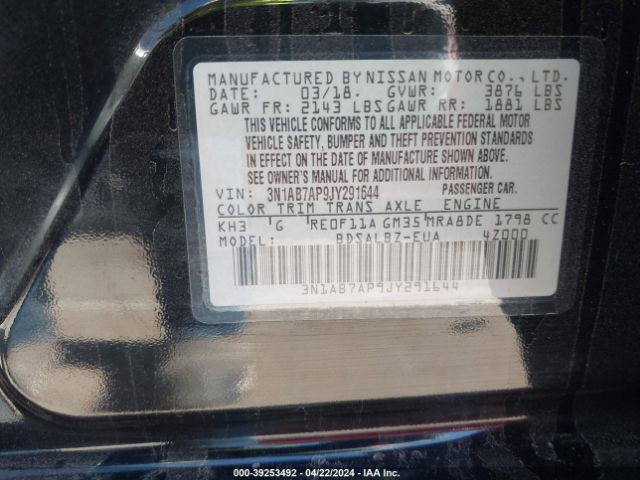 MANUFACTURED BY NISSAN MOTOR CO., LTD.
DATE: 03/18. GVWR: 3876 LBS
GAWR FR: 2143 LBS GAWR RR: 1881 LBS
THIS VEHICLE CONFORMS TO ALL APPLICABLE FEDERAL MOTOR
VEHICLE SAFETY, BUMPER AND THEFT PREVENTION STANDARDS
IN EFFECT ON THE DATE OF MANUFACTURE SHOWN ABOVE.
SEE OWNER'S MANUAL FOR ADDITIONAL INFORMATION.
VIN: 3N1AB7AP9JY291644 PASSENGER CAR.
COLOR TRIM TRANS AXLE ENGINE
KH3 'G 'RE0F11A GM35 MRA8DE 1798 CC
MODEL: BDSALBZ-EUA 4Z000
3N1AB7AP9JY291644
000-39253492 - 04/22/2024 - IAA Inc.